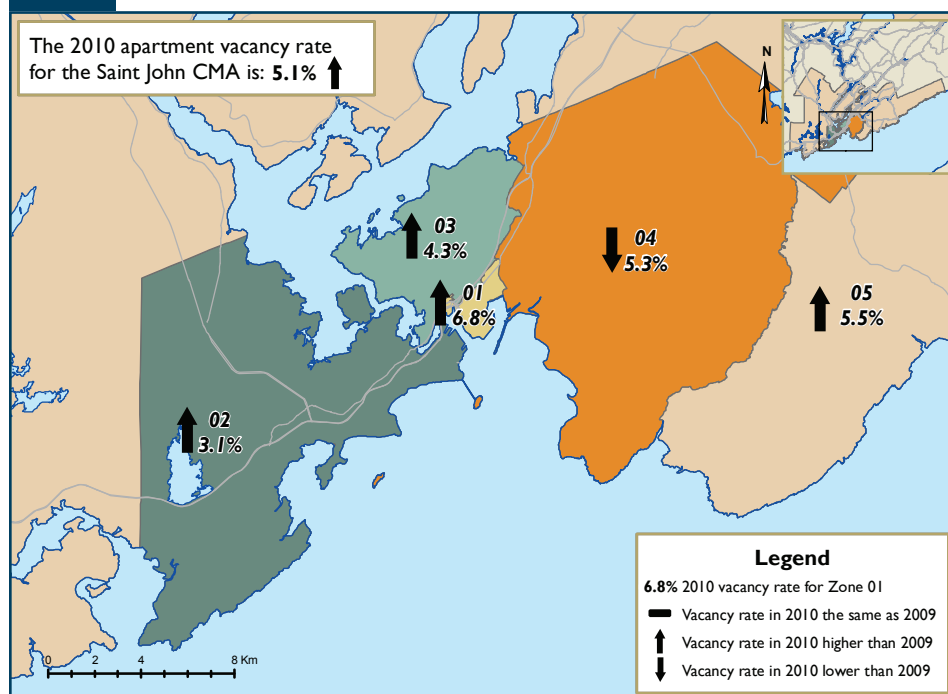 The 2010 apartment vacancy rate
for the Saint John CMA is: 5.1%
N
03
4.3%
04
5.3%
01
6.8%
05
5.5%
02
3.1%
Legend
6.8% 2010 vacancy rate for Zone 01
Vacancy rate in 2010 the same as 2009
Vacancy rate in 2010 higher than 2009
Vacancy rate in 2010 lower than 2009
0 2 4 8 Km